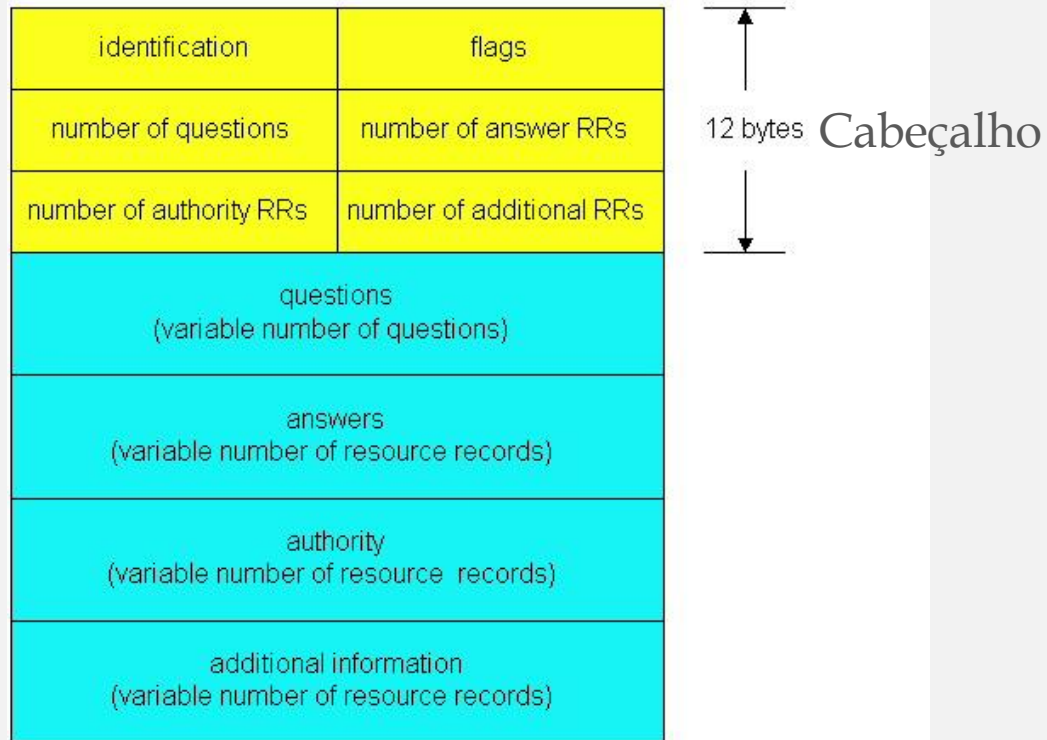 identification
flags
number of questions
number of answer RRs
12 bytes
Cabeçalho
number of authority RRs
number of additional RRs
questions
(variable number of questions)
answers
(variable number of resource records)
authority
(variable number of resource records)
additional information
(variable number of resource records)